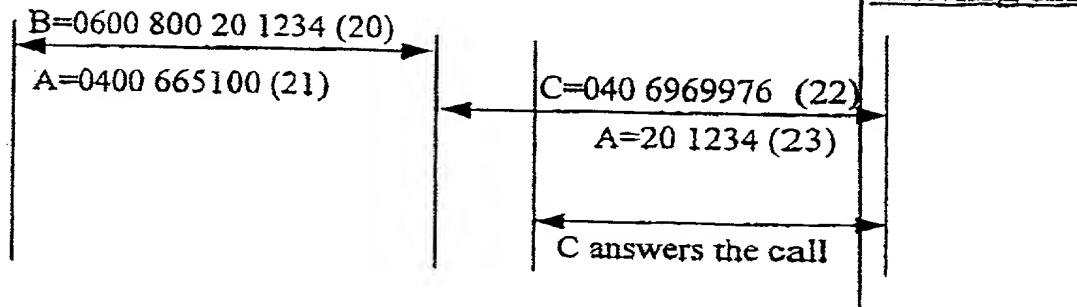 B=0600 800 20 1234 (20)
A=0400 665100 (21)
C=040 6969976 (22)
A=20 1234 (23)
C answers the call